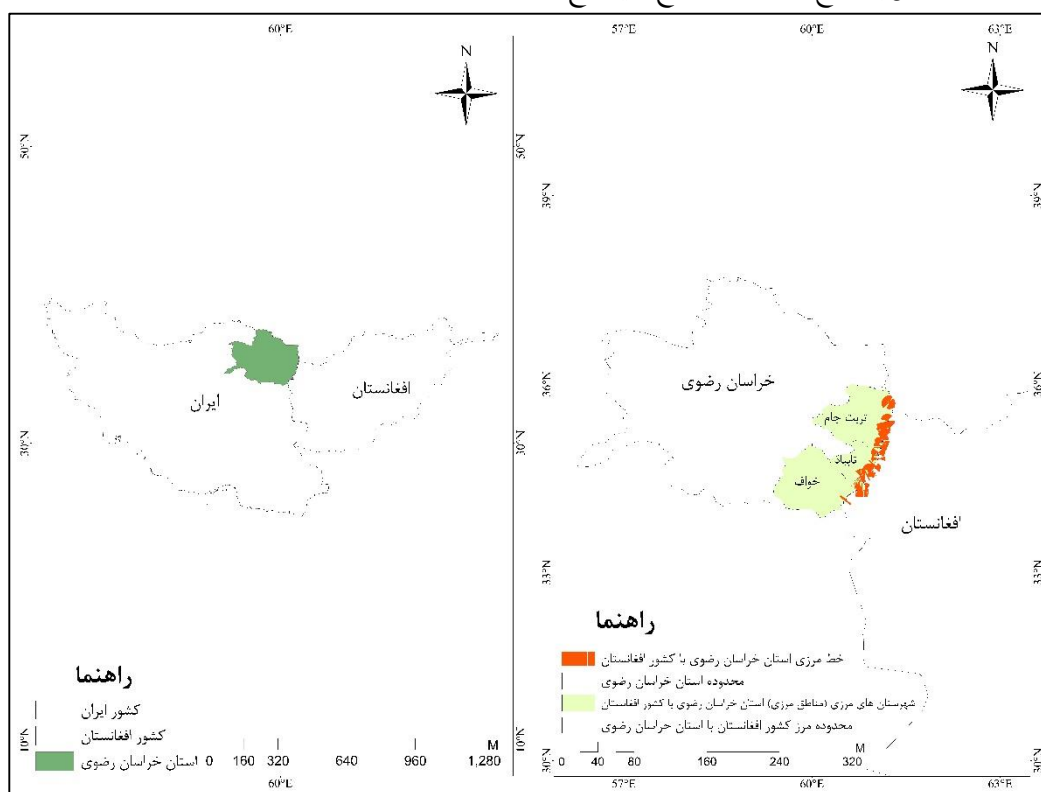 60°E
N
50°N
50°N
30°N
30°N
10°N
10°N
ایران
افغانستان
راهنما
کشور ایران
کشور افغانستان
استان خراسان رضوی
M
0 160 320 640 960 1,280
60°E
57°E 60°E 63°E
N
39°N
39°N
36°N
36°N
33°N
33°N
30°N
30°N
خراسان رضوی
تربت جام
تایباد
خواف
افغانستان
راهنما
خط مرزی استان خراسان رضوی با کشور افغانستان
محدوده استان خراسان رضوی
شهرستان های مرزی (مناطق مرزی) استان خراسان رضوی با کشور افغانستان
محدوده مرز کشور افغانستان با استان خراسان رضوی
M
0 40 80 160 240 320
57°E 60°E 63°E